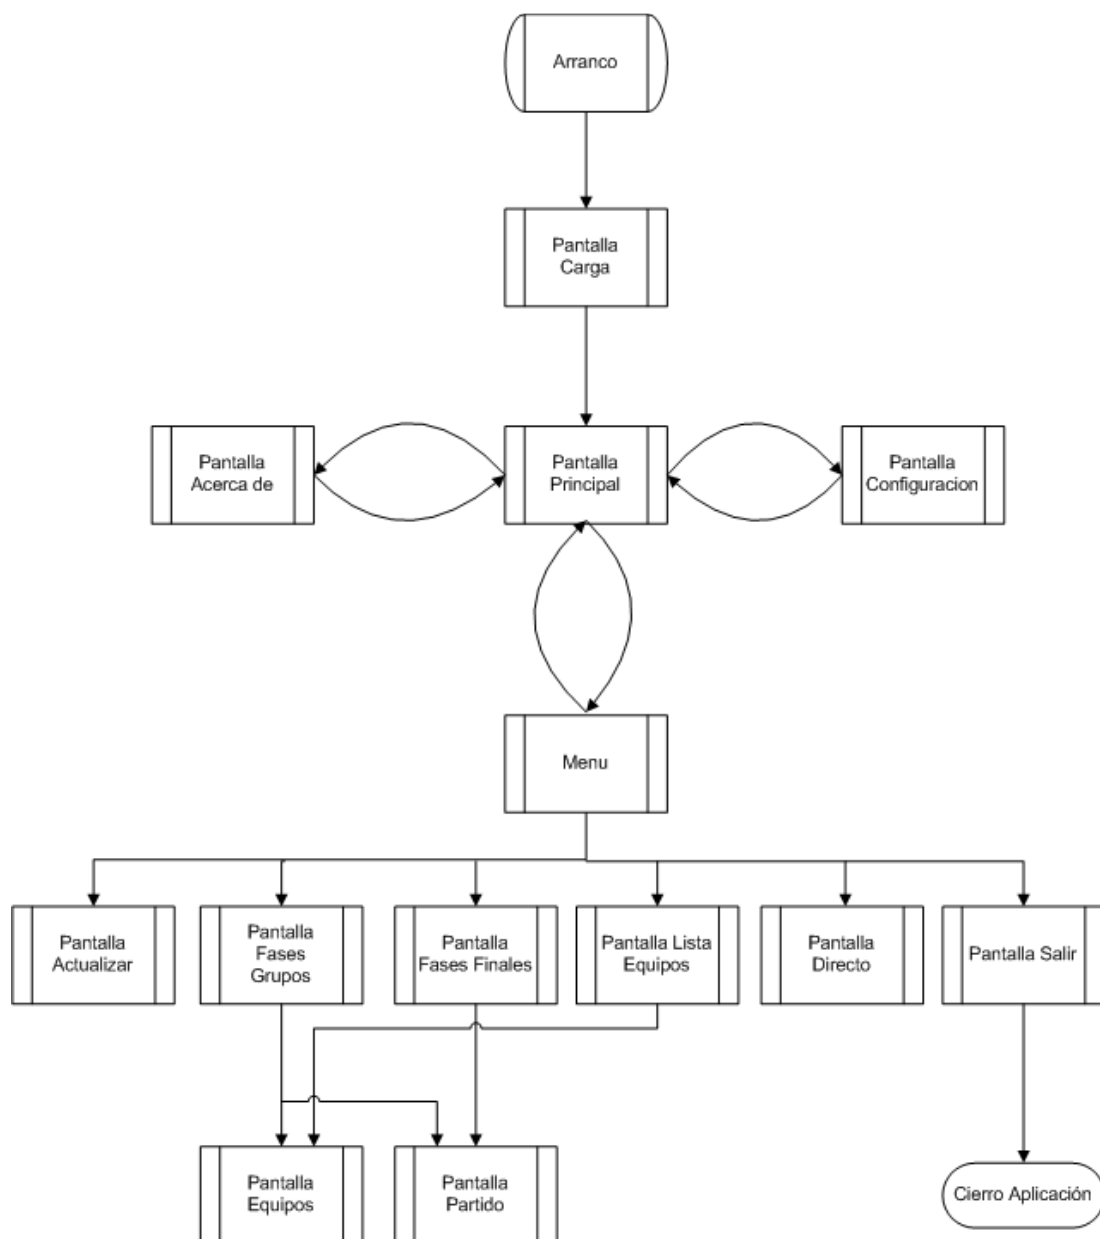 Arranco
Pantalla
Carga
Pantalla
Acerca de
Pantalla
Principal
Pantalla
Configuracion
Menu
Pantalla
Actualizar
Pantalla
Fases
Grupos
Pantalla
Fases Finales
Pantalla Lista
Equipos
Pantalla
Directo
Pantalla Salir
Pantalla
Equipos
Pantalla
Partido
Cierro Aplicación